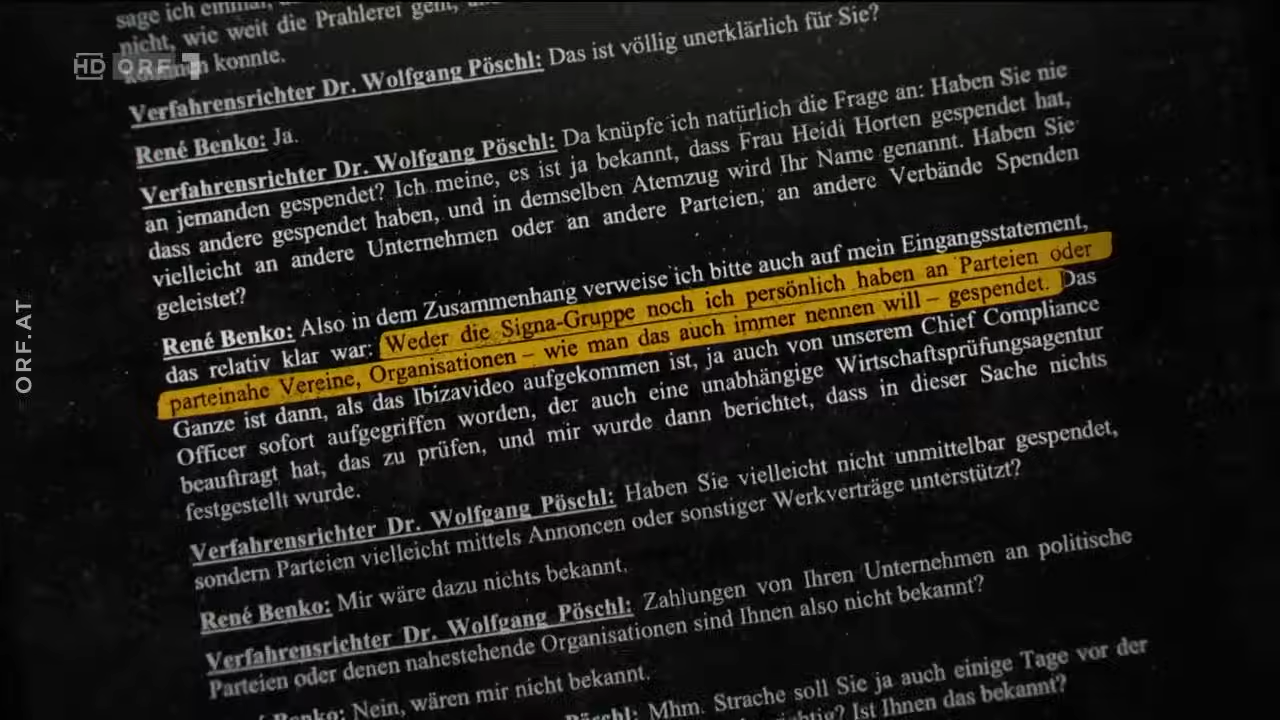 sage ich einmal,
nicht, wie weit die Prahlerei geht,
konnte.
HD ORF 1
Verfahrensrichter Dr. Wolfgang Pöschl: Das ist völlig unerklärlich für Sie?
René Benko: Ja.
Verfahrensrichter Dr. Wolfgang Pöschl: Da knüpfe ich natürlich die Frage an: Haben Sie nie
an jemanden gespendet? Ich meine, es ist ja bekannt, dass Frau Heidi Horten gespendet hat,
dass andere gespendet haben, und in demselben Atemzug wird Ihr Name genannt. Haben Sie
vielleicht an andere Unternehmen oder an andere Parteien, an andere Verbände Spenden
geleistet?
René Benko: Also in dem Zusammenhang verweise ich bitte auch auf mein Eingangsstatement,
das relativ klar war: Weder die Signa-Gruppe noch ich persönlich haben an Parteien oder
parteinahe Vereine, Organisationen – wie man das auch immer nennen will – gespendet. Das
Ganze ist dann, als das Ibizavideo aufgekommen ist, ja auch von unserem Chief Compliance
Officer sofort aufgegriffen worden, der auch eine unabhängige Wirtschaftsprüfungsagentur
beauftragt hat, das zu prüfen, und mir wurde dann berichtet, dass in dieser Sache nichts
festgestellt wurde.
Verfahrensrichter Dr. Wolfgang Pöschl: Haben Sie vielleicht nicht unmittelbar gespendet,
sondern Parteien vielleicht mittels Annoncen oder sonstiger Werkverträge unterstützt?
René Benko: Mir wäre dazu nichts bekannt.
Verfahrensrichter Dr. Wolfgang Pöschl: Zahlungen von Ihren Unternehmen an politische
Parteien oder denen nahestehende Organisationen sind Ihnen also nicht bekannt?
Benko: Nein, wären mir nicht bekannt.
Pöschl: Mhm. Strache soll Sie ja auch einige Tage vor der
Ist Ihnen das bekannt?
ORF.AT